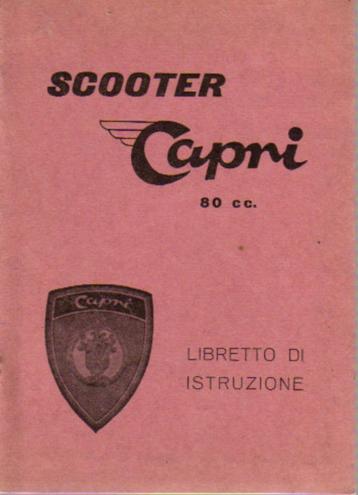 SCOOTER
Capri
80 cc.
Capri
LIBRETTO DI
ISTRUZIONE